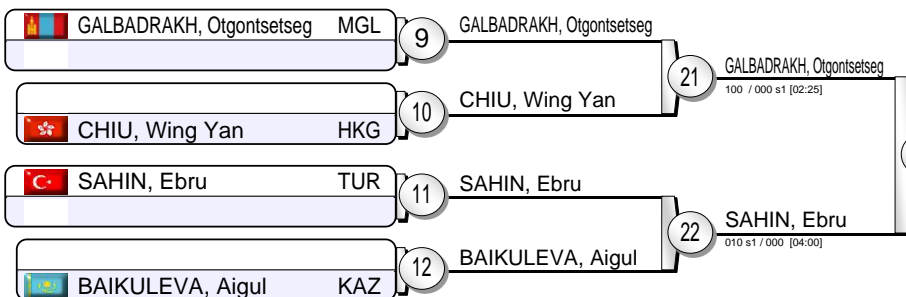 GALBADRAKH, Otgontsetseg MGL
9
GALBADRAKH, Otgontsetseg
21
GALBADRAKH, Otgontsetseg
100 / 000 s1 [02:25]
CHIU, Wing Yan HKG
10
CHIU, Wing Yan
SAHIN, Ebru TUR
11
SAHIN, Ebru
22
SAHIN, Ebru
010 s1 / 000 [04:00]
BAIKULEVA, Aigul KAZ
12
BAIKULEVA, Aigul